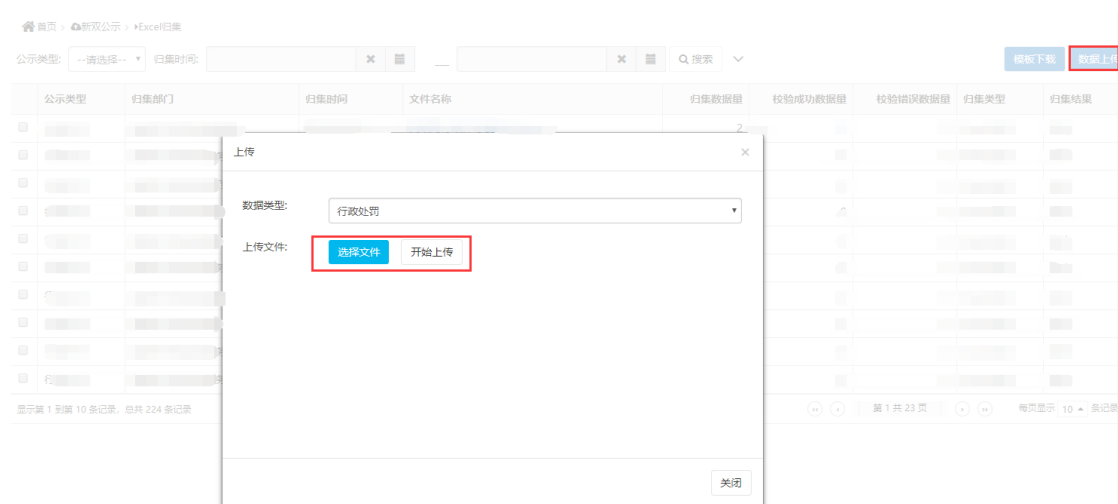 首页 > 新双公示 > Excel归集
公示类型: --请选择-- 归集时间: — 搜索 模板下载 数据上传
公示类型 归集部门 归集时间 文件名称 归集数据量 校验成功数据量 校验错误数据量 归集类型 归集结果
2
上传 ×
数据类型: 行政处罚
上传文件: 选择文件 开始上传
显示第 1 到第 10 条记录, 总共 224 条记录 第 1 共 23 页 每页显示 10 条记录
关闭